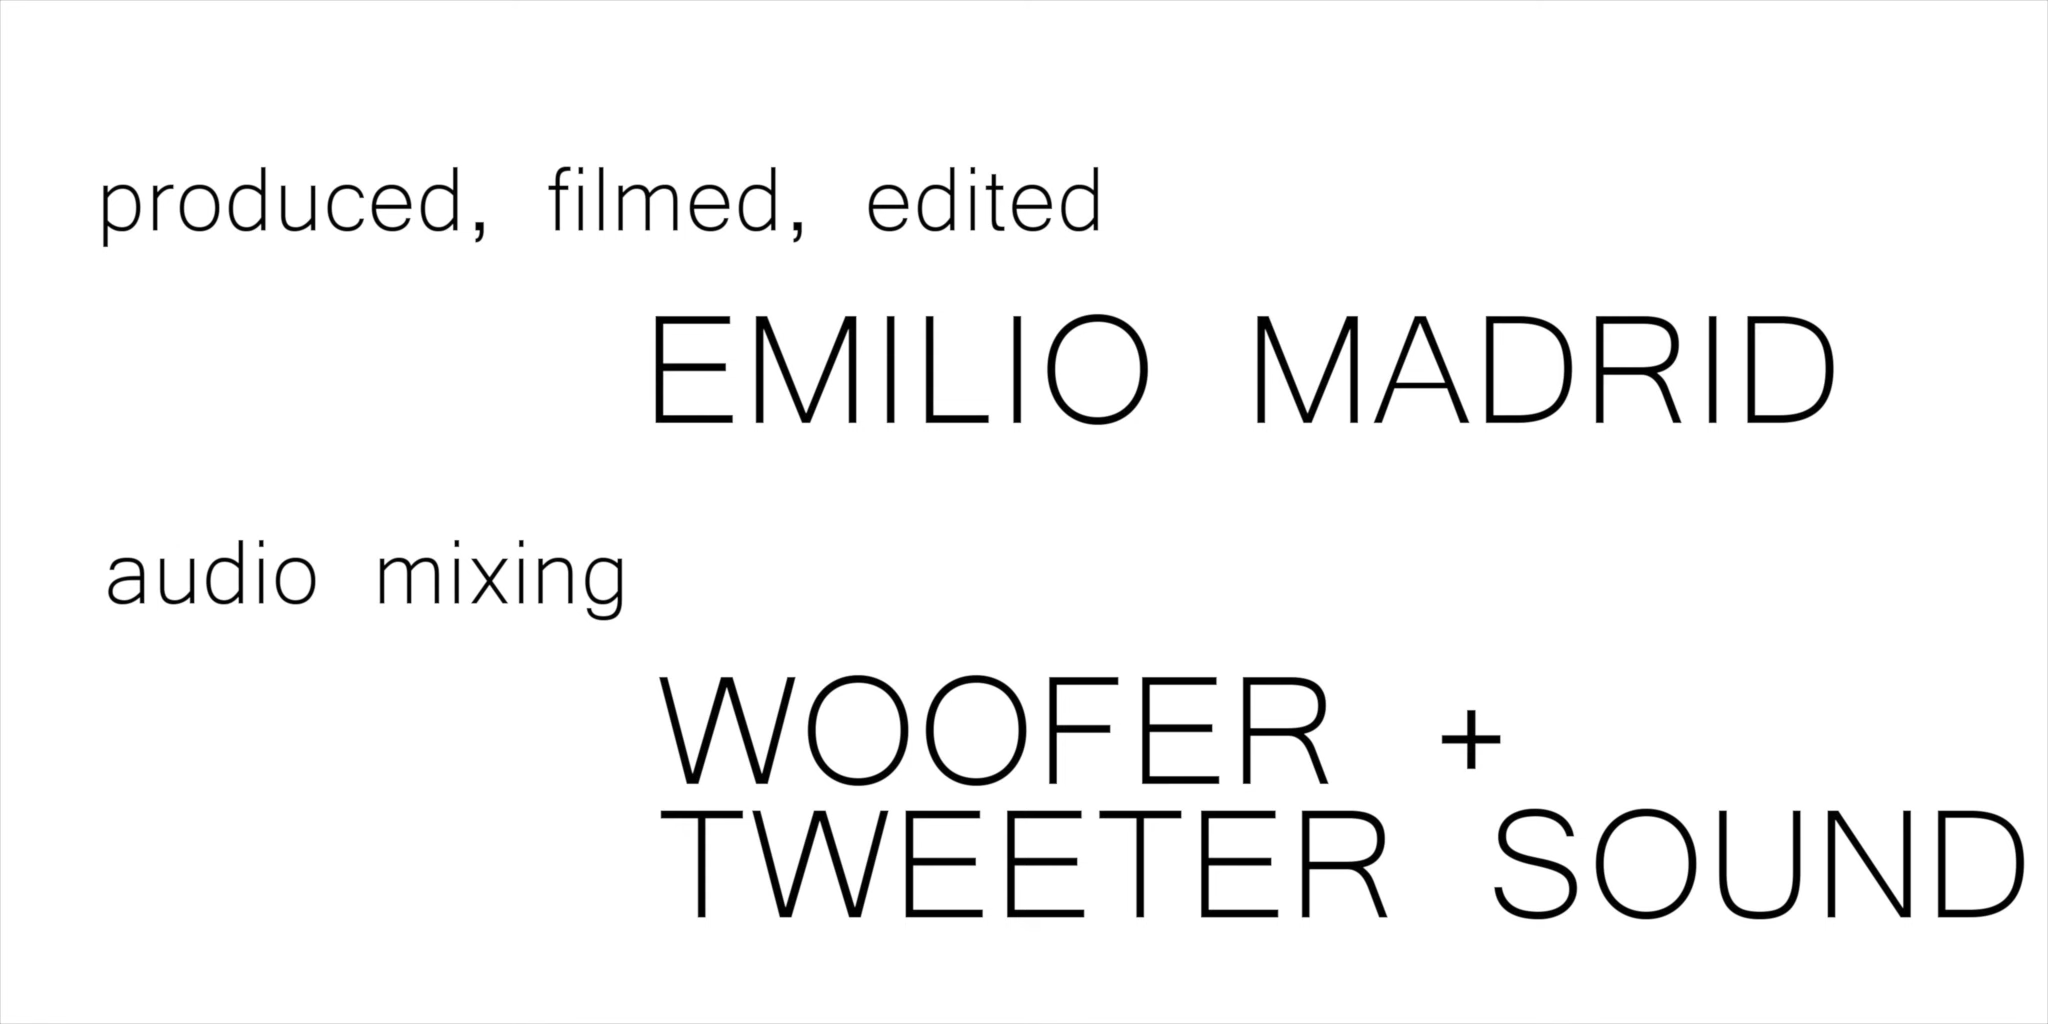 produced, filmed, edited
EMILIO MADRID
audio mixing
WOOFER +
TWEETER SOUND